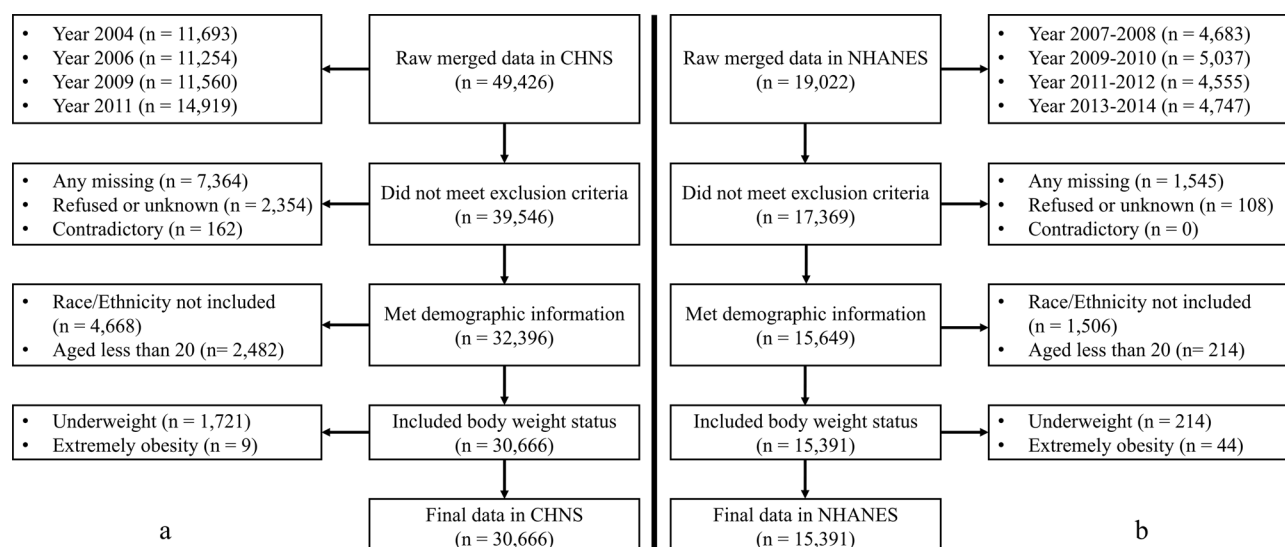 • Year 2004 (n = 11,693)
• Year 2006 (n = 11,254)
• Year 2009 (n = 11,560)
• Year 2011 (n = 14,919)
Raw merged data in CHNS
(n = 49,426)
• Any missing (n = 7,364)
• Refused or unknown (n = 2,354)
• Contradictory (n = 162)
Did not meet exclusion criteria
(n = 39,546)
• Race/Ethnicity not included
(n = 4,668)
• Aged less than 20 (n= 2,482)
Met demographic information
(n = 32,396)
• Underweight (n = 1,721)
• Extremely obesity (n = 9)
Included body weight status
(n = 30,666)
Final data in CHNS
(n = 30,666)
a
Raw merged data in NHANES
(n = 19,022)
• Year 2007-2008 (n = 4,683)
• Year 2009-2010 (n = 5,037)
• Year 2011-2012 (n = 4,555)
• Year 2013-2014 (n = 4,747)
Did not meet exclusion criteria
(n = 17,369)
• Any missing (n = 1,545)
• Refused or unknown (n = 108)
• Contradictory (n = 0)
Met demographic information
(n = 15,649)
• Race/Ethnicity not included
(n = 1,506)
• Aged less than 20 (n= 214)
Included body weight status
(n = 15,391)
• Underweight (n = 214)
• Extremely obesity (n = 44)
Final data in NHANES
(n = 15,391)
b